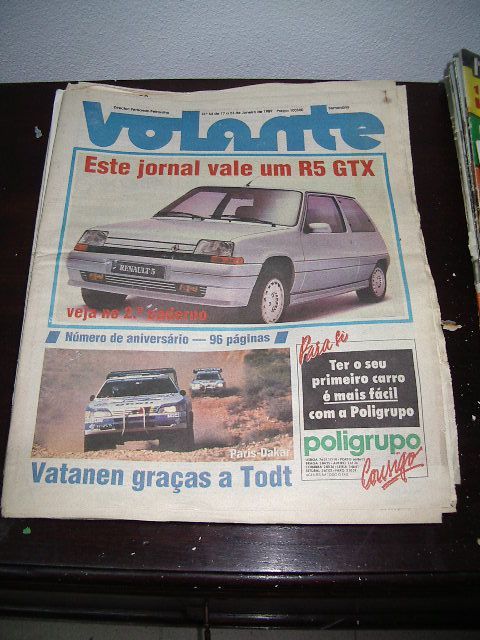 Volante
Este jornal vale um R5 GTX
RENAULT 5
veja no 2.º caderno
Número de aniversário — 96 páginas
Paris-Dakar
Vatanen graças a Todt
Para si
Ter o seu
primeiro carro
é mais fácil
com a Poligrupo
poligrupo
Consigo